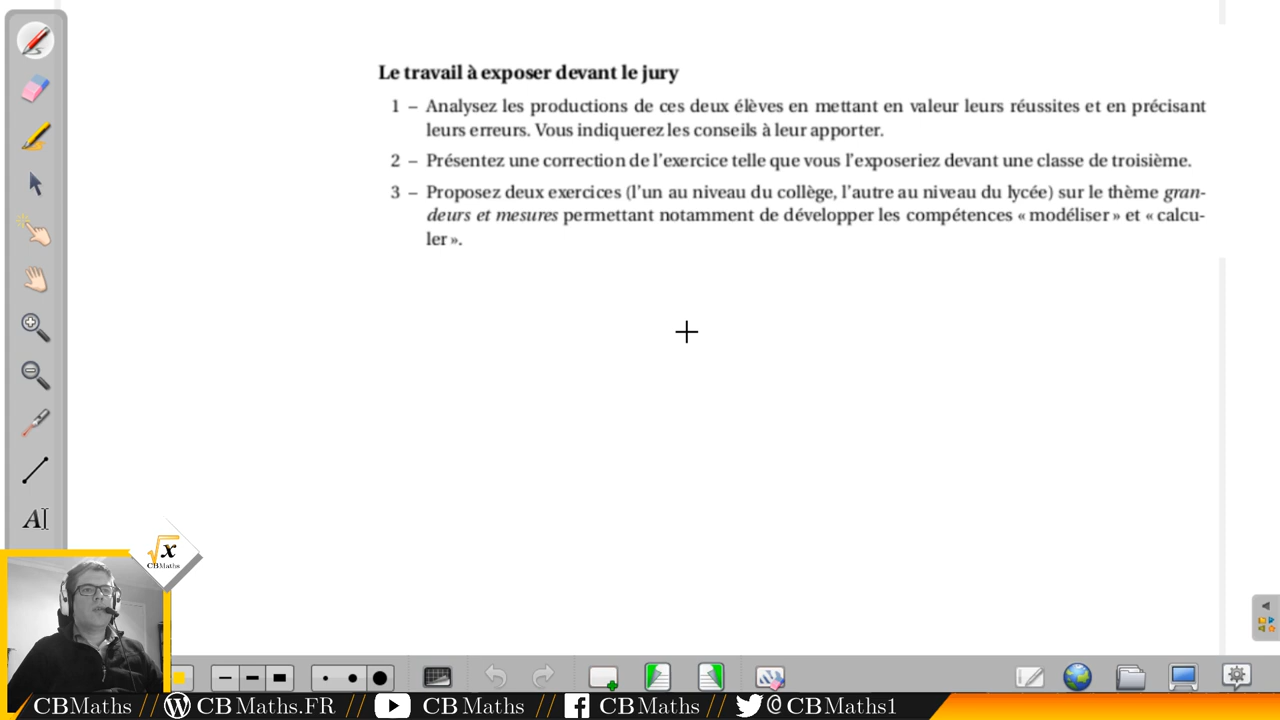 Le travail à exposer devant le jury
1 – Analysez les productions de ces deux élèves en mettant en valeur leurs réussites et en précisant
leurs erreurs. Vous indiquerez les conseils à leur apporter.
2 – Présentez une correction de l'exercice telle que vous l'exposeriez devant une classe de troisième.
3 – Proposez deux exercices (l'un au niveau du collège, l'autre au niveau du lycée) sur le thème gran-
deurs et mesures permettant notamment de développer les compétences « modéliser » et « calcu-
ler ».
A
√x
CBMaths
CBMaths // CBMaths.FR // CBMaths // CBMaths // @CBMaths1